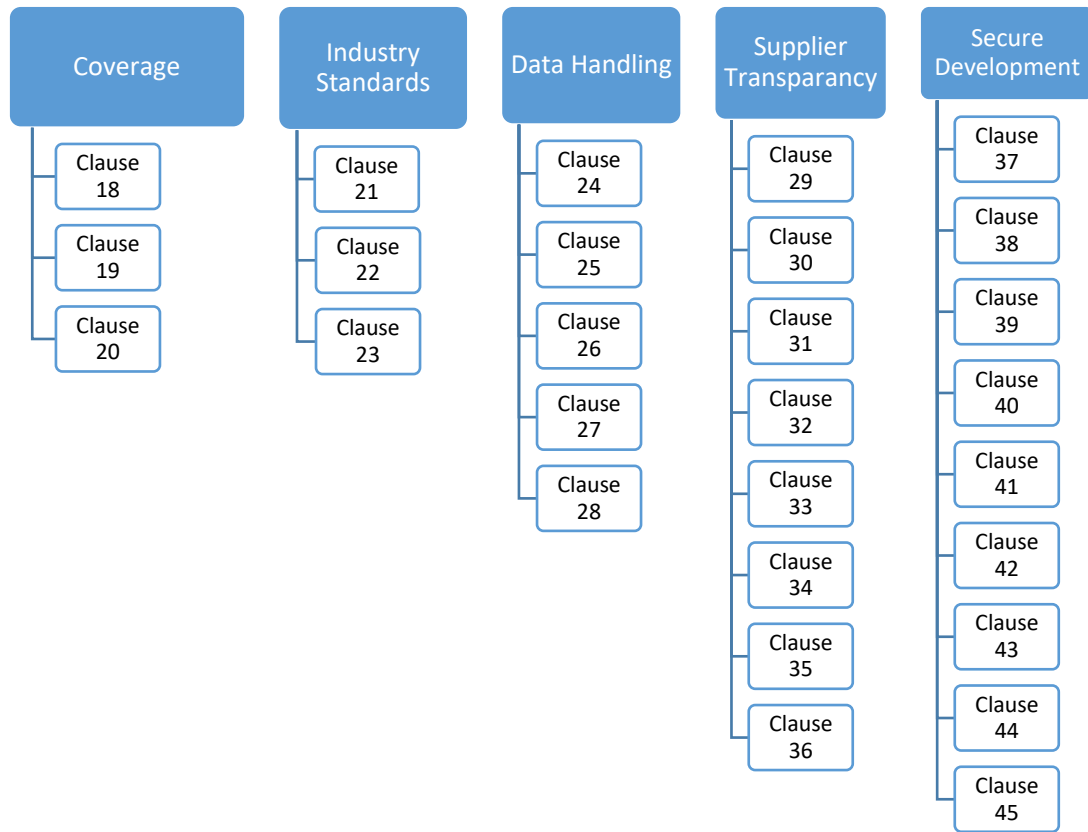 Coverage
Clause
18
Clause
19
Clause
20
Industry
Standards
Clause
21
Clause
22
Clause
23
Data Handling
Clause
24
Clause
25
Clause
26
Clause
27
Clause
28
Supplier
Transparancy
Clause
29
Clause
30
Clause
31
Clause
32
Clause
33
Clause
34
Clause
35
Clause
36
Secure
Development
Clause
37
Clause
38
Clause
39
Clause
40
Clause
41
Clause
42
Clause
43
Clause
44
Clause
45